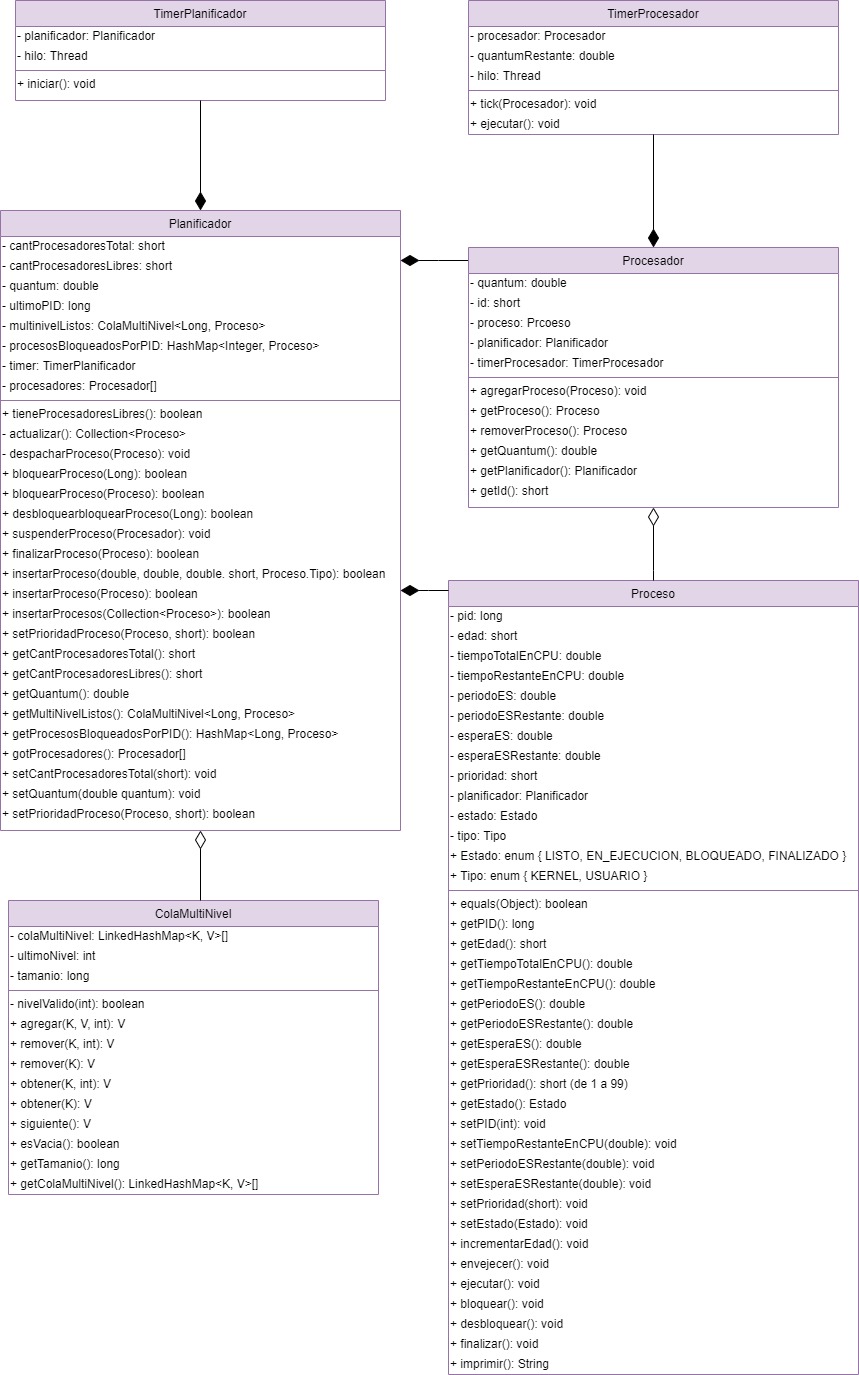 TimerPlanificador
- planificador: Planificador
- hilo: Thread
+ iniciar(): void
TimerProcesador
- procesador: Procesador
- quantumRestante: double
- hilo: Thread
+ tick(Procesador): void
+ ejecutar(): void
Planificador
- cantProcesadoresTotal: short
- cantProcesadoresLibres: short
- quantum: double
- ultimoPID: long
- multinivelListos: ColaMultiNivel<Long, Proceso>
- procesosBloqueadosPorPID: HashMap<Integer, Proceso>
- timer: TimerPlanificador
- procesadores: Procesador[]
+ tieneProcesadoresLibres(): boolean
- actualizar(): Collection<Proceso>
- despacharProceso(Proceso): void
+ bloquearProceso(Long): boolean
+ bloquearProceso(Proceso): boolean
+ desbloquearbloquearProceso(Long): boolean
+ suspenderProceso(Procesador): void
+ finalizarProceso(Proceso): boolean
+ insertarProceso(double, double, double. short, Proceso.Tipo): boolean
+ insertarProceso(Proceso): boolean
+ insertarProcesos(Collection<Proceso>): boolean
+ setPrioridadProceso(Proceso, short): boolean
+ getCantProcesadoresTotal(): short
+ getCantProcesadoresLibres(): short
+ getQuantum(): double
+ getMultiNivelListos(): ColaMultiNivel<Long, Proceso>
+ getProcesosBloqueadosPorPID(): HashMap<Long, Proceso>
+ gotProcesadores(): Procesador[]
+ setCantProcesadoresTotal(short): void
+ setQuantum(double quantum): void
+ setPrioridadProceso(Proceso, short): boolean
Procesador
- quantum: double
- id: short
- proceso: Prcoeso
- planificador: Planificador
- timerProcesador: TimerProcesador
+ agregarProceso(Proceso): void
+ getProceso(): Proceso
+ removerProceso(): Proceso
+ getQuantum(): double
+ getPlanificador(): Planificador
+ getId(): short
Proceso
- pid: long
- edad: short
- tiempoTotalEnCPU: double
- tiempoRestanteEnCPU: double
- periodoES: double
- periodoESRestante: double
- esperaES: double
- esperaESRestante: double
- prioridad: short
- planificador: Planificador
- estado: Estado
- tipo: Tipo
+ Estado: enum { LISTO, EN_EJECUCION, BLOQUEADO, FINALIZADO }
+ Tipo: enum { KERNEL, USUARIO }
+ equals(Object): boolean
+ getPID(): long
+ getEdad(): short
+ getTiempoTotalEnCPU(): double
+ getTiempoRestanteEnCPU(): double
+ getPeriodoES(): double
+ getPeriodoESRestante(): double
+ getEsperaES(): double
+ getEsperaESRestante(): double
+ getPrioridad(): short (de 1 a 99)
+ getEstado(): Estado
+ setPID(int): void
+ setTiempoRestanteEnCPU(double): void
+ setPeriodoESRestante(double): void
+ setEsperaESRestante(double): void
+ setPrioridad(short): void
+ setEstado(Estado): void
+ incrementarEdad(): void
+ envejecer(): void
+ ejecutar(): void
+ bloquear(): void
+ desbloquear(): void
+ finalizar(): void
+ imprimir(): String
ColaMultiNivel
- colaMultiNivel: LinkedHashMap<K, V>[]
- ultimoNivel: int
- tamanio: long
- nivelValido(int): boolean
+ agregar(K, V, int): V
+ remover(K, int): V
+ remover(K): V
+ obtener(K, int): V
+ obtener(K): V
+ siguiente(): V
+ esVacia(): boolean
+ getTamanio(): long
+ getColaMultiNivel(): LinkedHashMap<K, V>[]